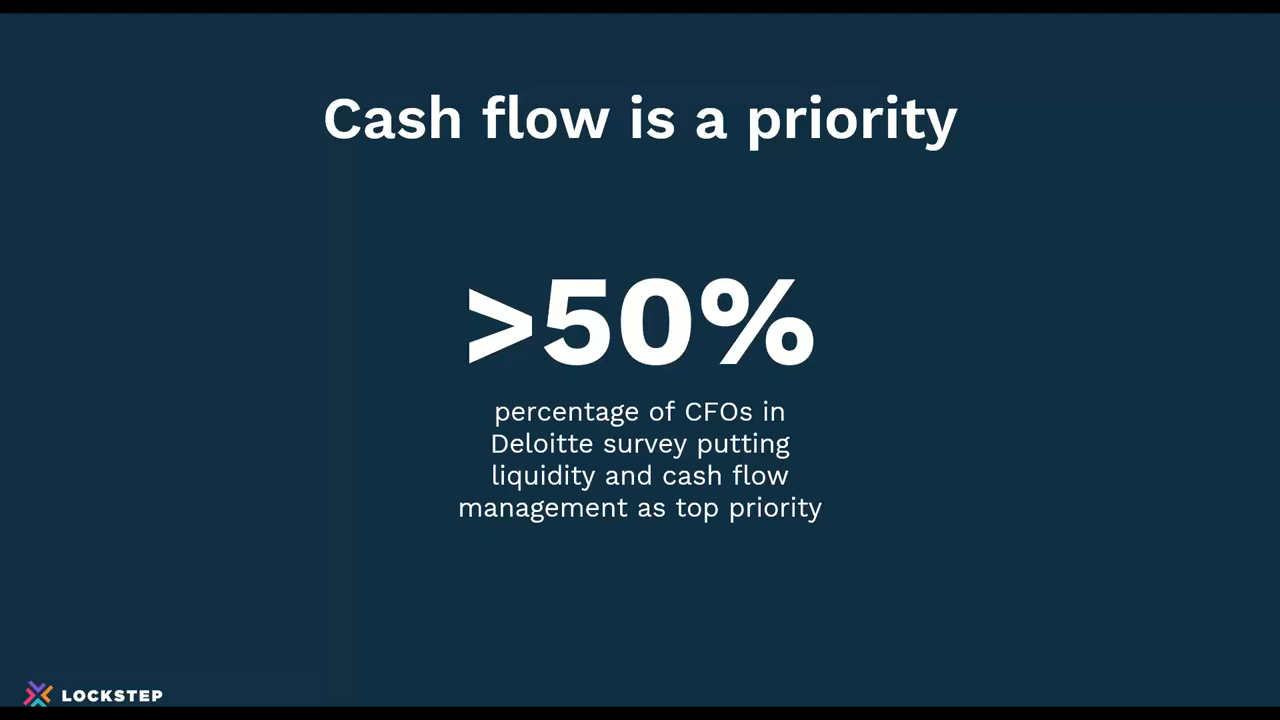 Cash flow is a priority
>50%
percentage of CFOs in
Deloitte survey putting
liquidity and cash flow
management as top priority
LOCKSTEP